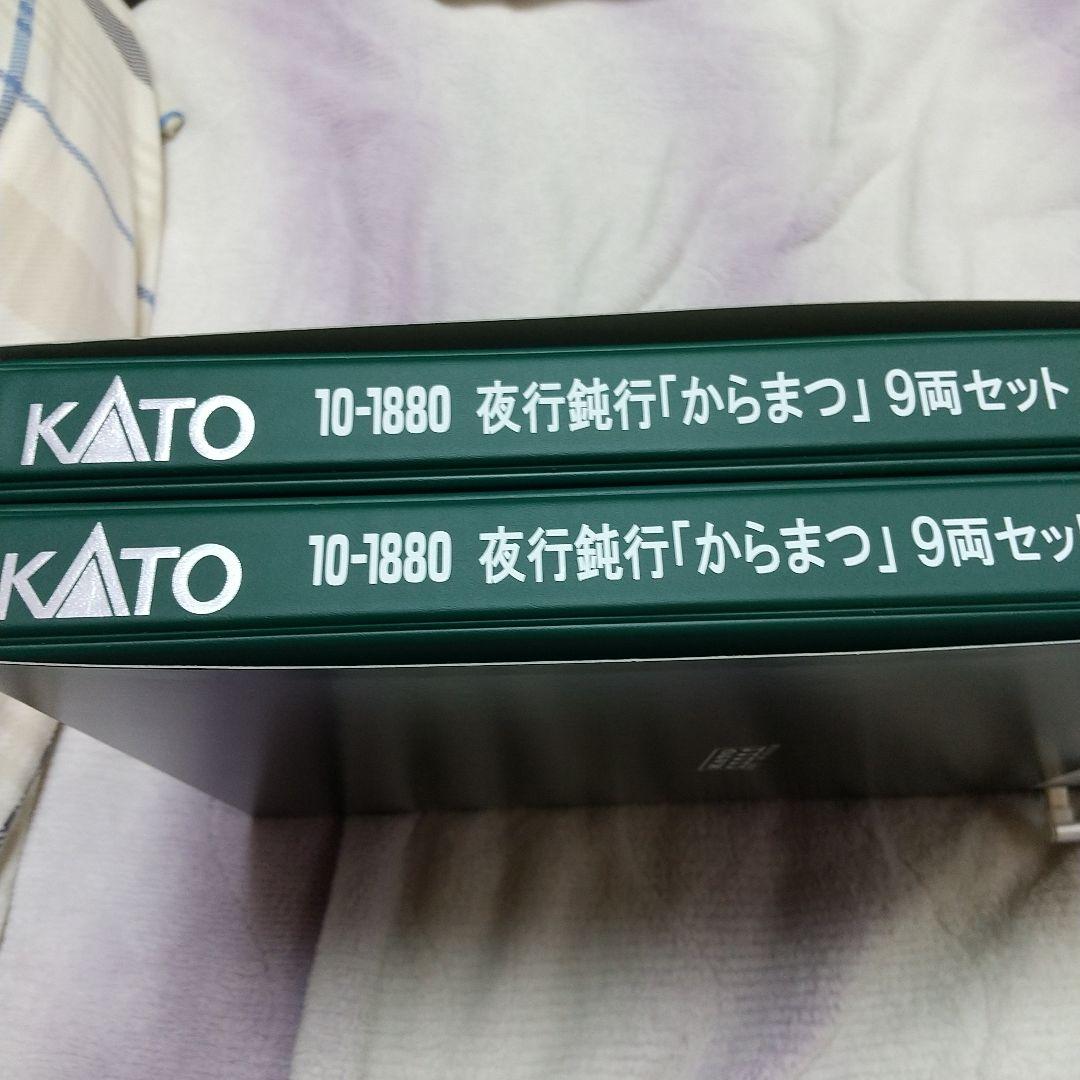 KATO 10-1880 夜行鈍行「からまつ」 9両セット
KATO 10-1880 夜行鈍行「からまつ」 9両セッ